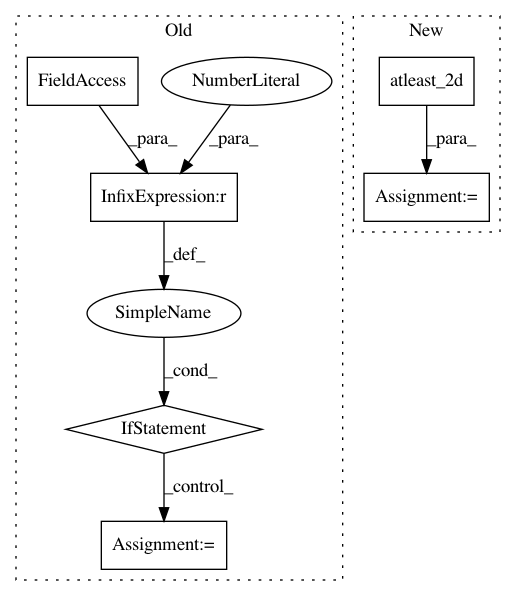 Old
New
FieldAccess
NumberLiteral
atleast_2d
_para_
_para_
_para_
InfixExpression:r
Assignment:=
_def_
SimpleName
_cond_
IfStatement
_control_
Assignment:=